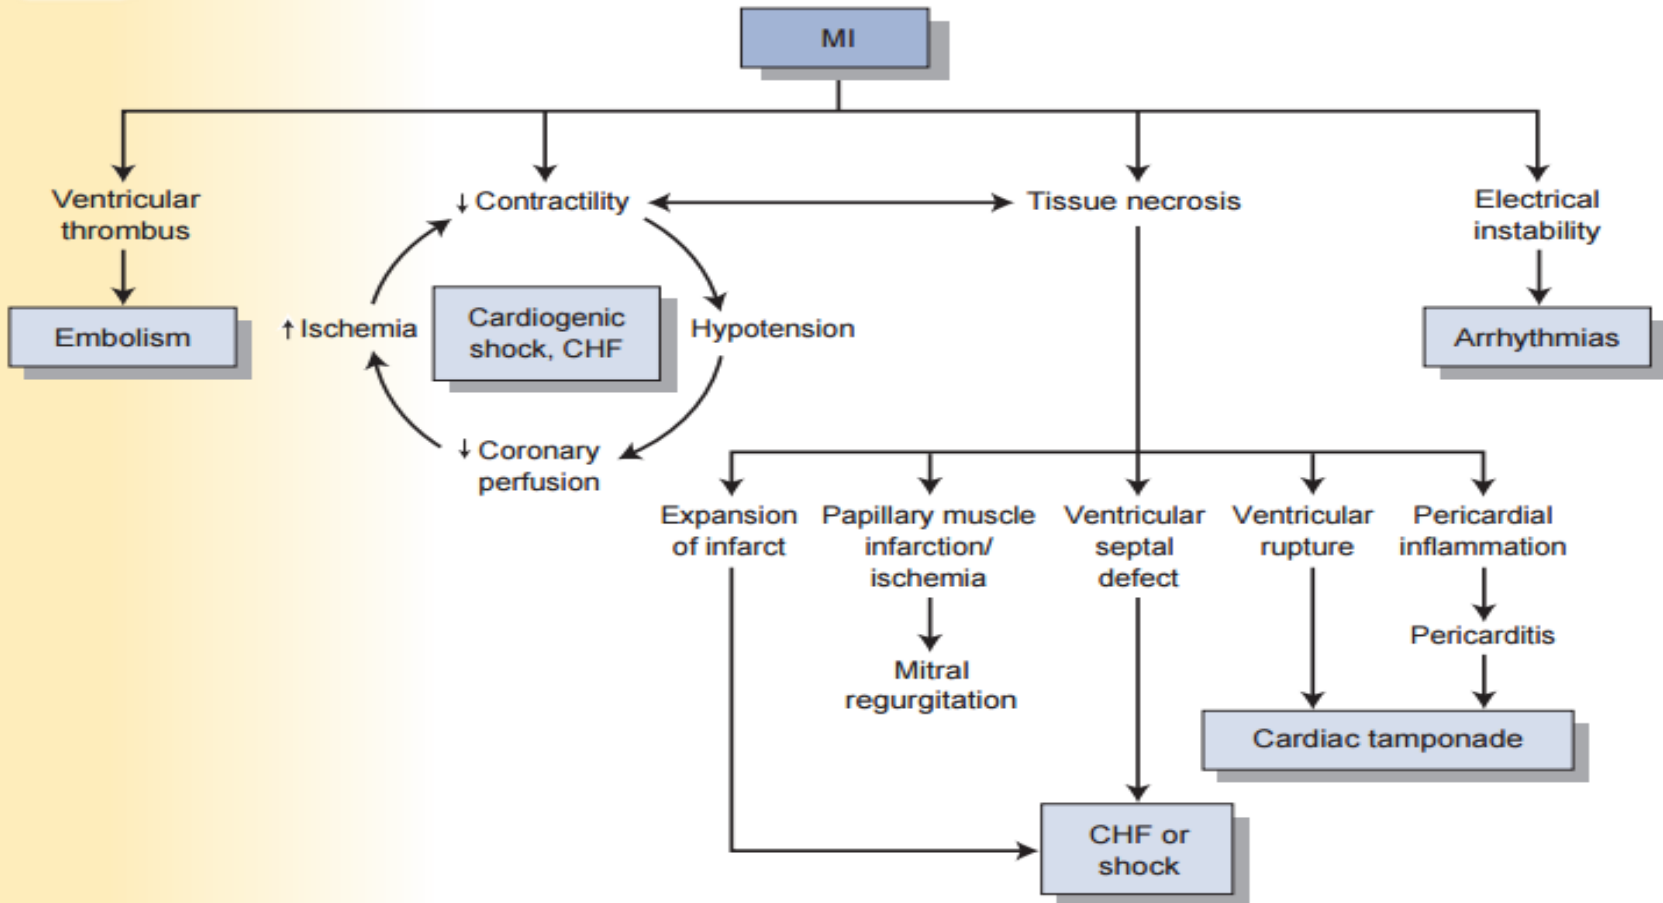 MI
Ventricular
thrombus
↓ Contractility
Tissue necrosis
Electrical
instability
Embolism
↑ Ischemia
Cardiogenic
shock, CHF
Hypotension
Arrhythmias
↓ Coronary
perfusion
Expansion
of infarct
Papillary muscle
infarction/
ischemia
Ventricular
septal
defect
Ventricular
rupture
Pericardial
inflammation
Mitral
regurgitation
Pericarditis
Cardiac tamponade
CHF or
shock